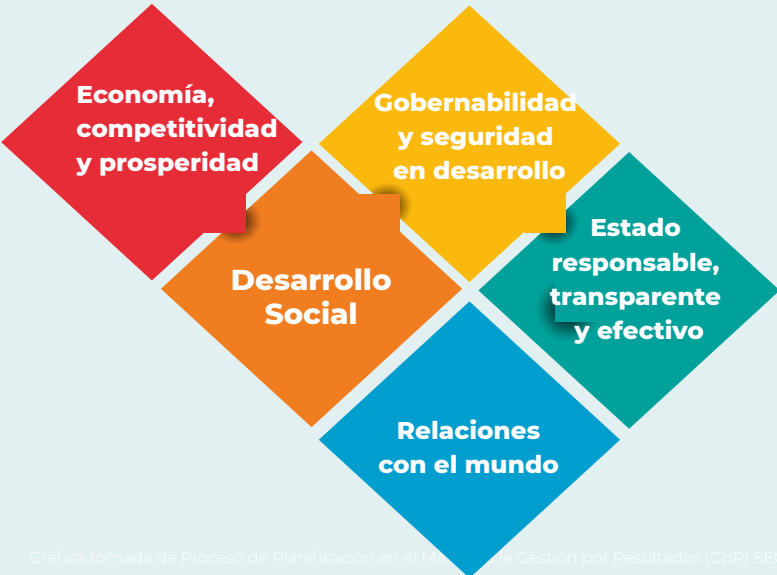 Economía,
competitividad
y prosperidad
Gobernabilidad
y seguridad
en desarrollo
Desarrollo
Social
Estado
responsable,
transparente
y efectivo
Relaciones
con el mundo
Gráfica tomada de Proceso de Planificación en el la Gestión por Resultados (GpR)